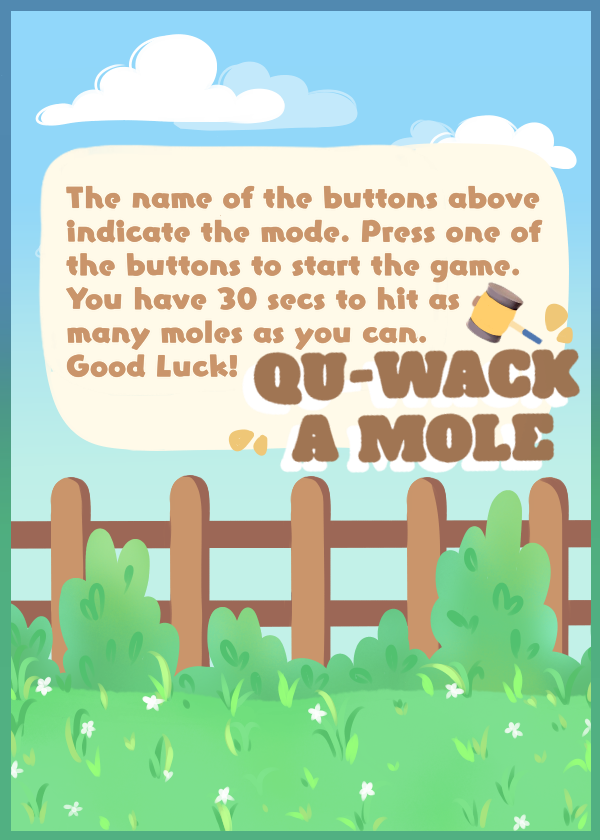 The name of the buttons above
indicate the mode. Press one of
the buttons to start the game.
You have 30 secs to hit as
many moles as you can.
Good Luck!
QU-WACK
A MOLE